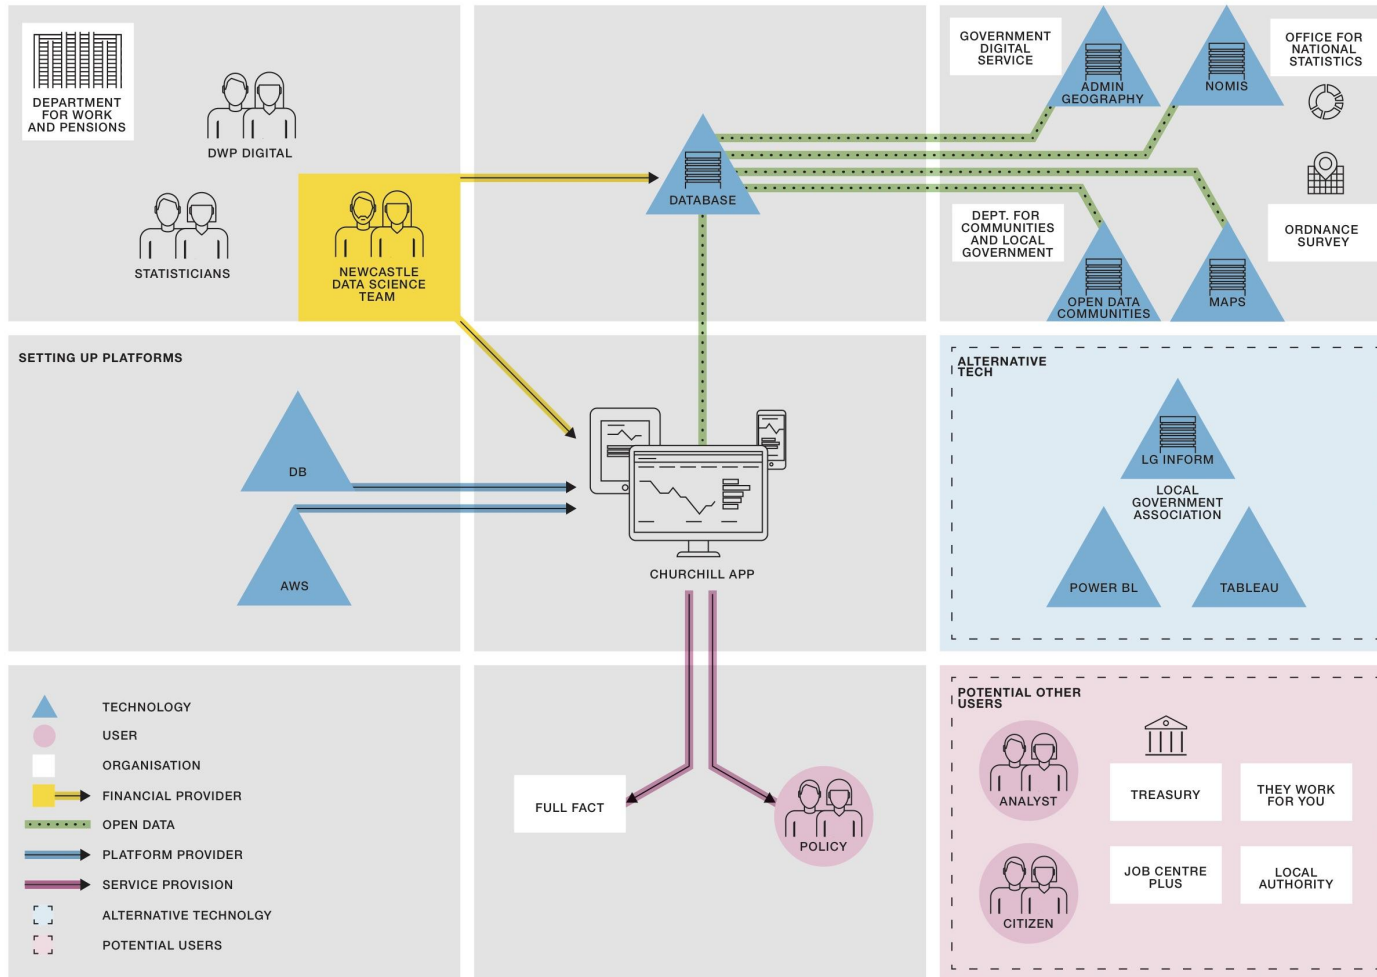 DEPARTMENT
FOR WORK
AND PENSIONS
DWP DIGITAL
STATISTICIANS
NEWCASTLE
DATA SCIENCE
TEAM
DATABASE
GOVERNMENT
DIGITAL
SERVICE
ADMIN
GEOGRAPHY
NOMIS
OFFICE FOR
NATIONAL
STATISTICS
DEPT. FOR
COMMUNITIES
AND LOCAL
GOVERNMENT
OPEN DATA
COMMUNITIES
MAPS
ORDNANCE
SURVEY
SETTING UP PLATFORMS
DB
AWS
CHURCHILL APP
ALTERNATIVE
TECH
LG INFORM
LOCAL
GOVERNMENT
ASSOCIATION
POWER BL
TABLEAU
TECHNOLOGY
USER
ORGANISATION
FINANCIAL PROVIDER
OPEN DATA
PLATFORM PROVIDER
SERVICE PROVISION
ALTERNATIVE TECHNOLGY
POTENTIAL USERS
FULL FACT
POLICY
POTENTIAL OTHER
USERS
ANALYST
TREASURY
THEY WORK
FOR YOU
CITIZEN
JOB CENTRE
PLUS
LOCAL
AUTHORITY